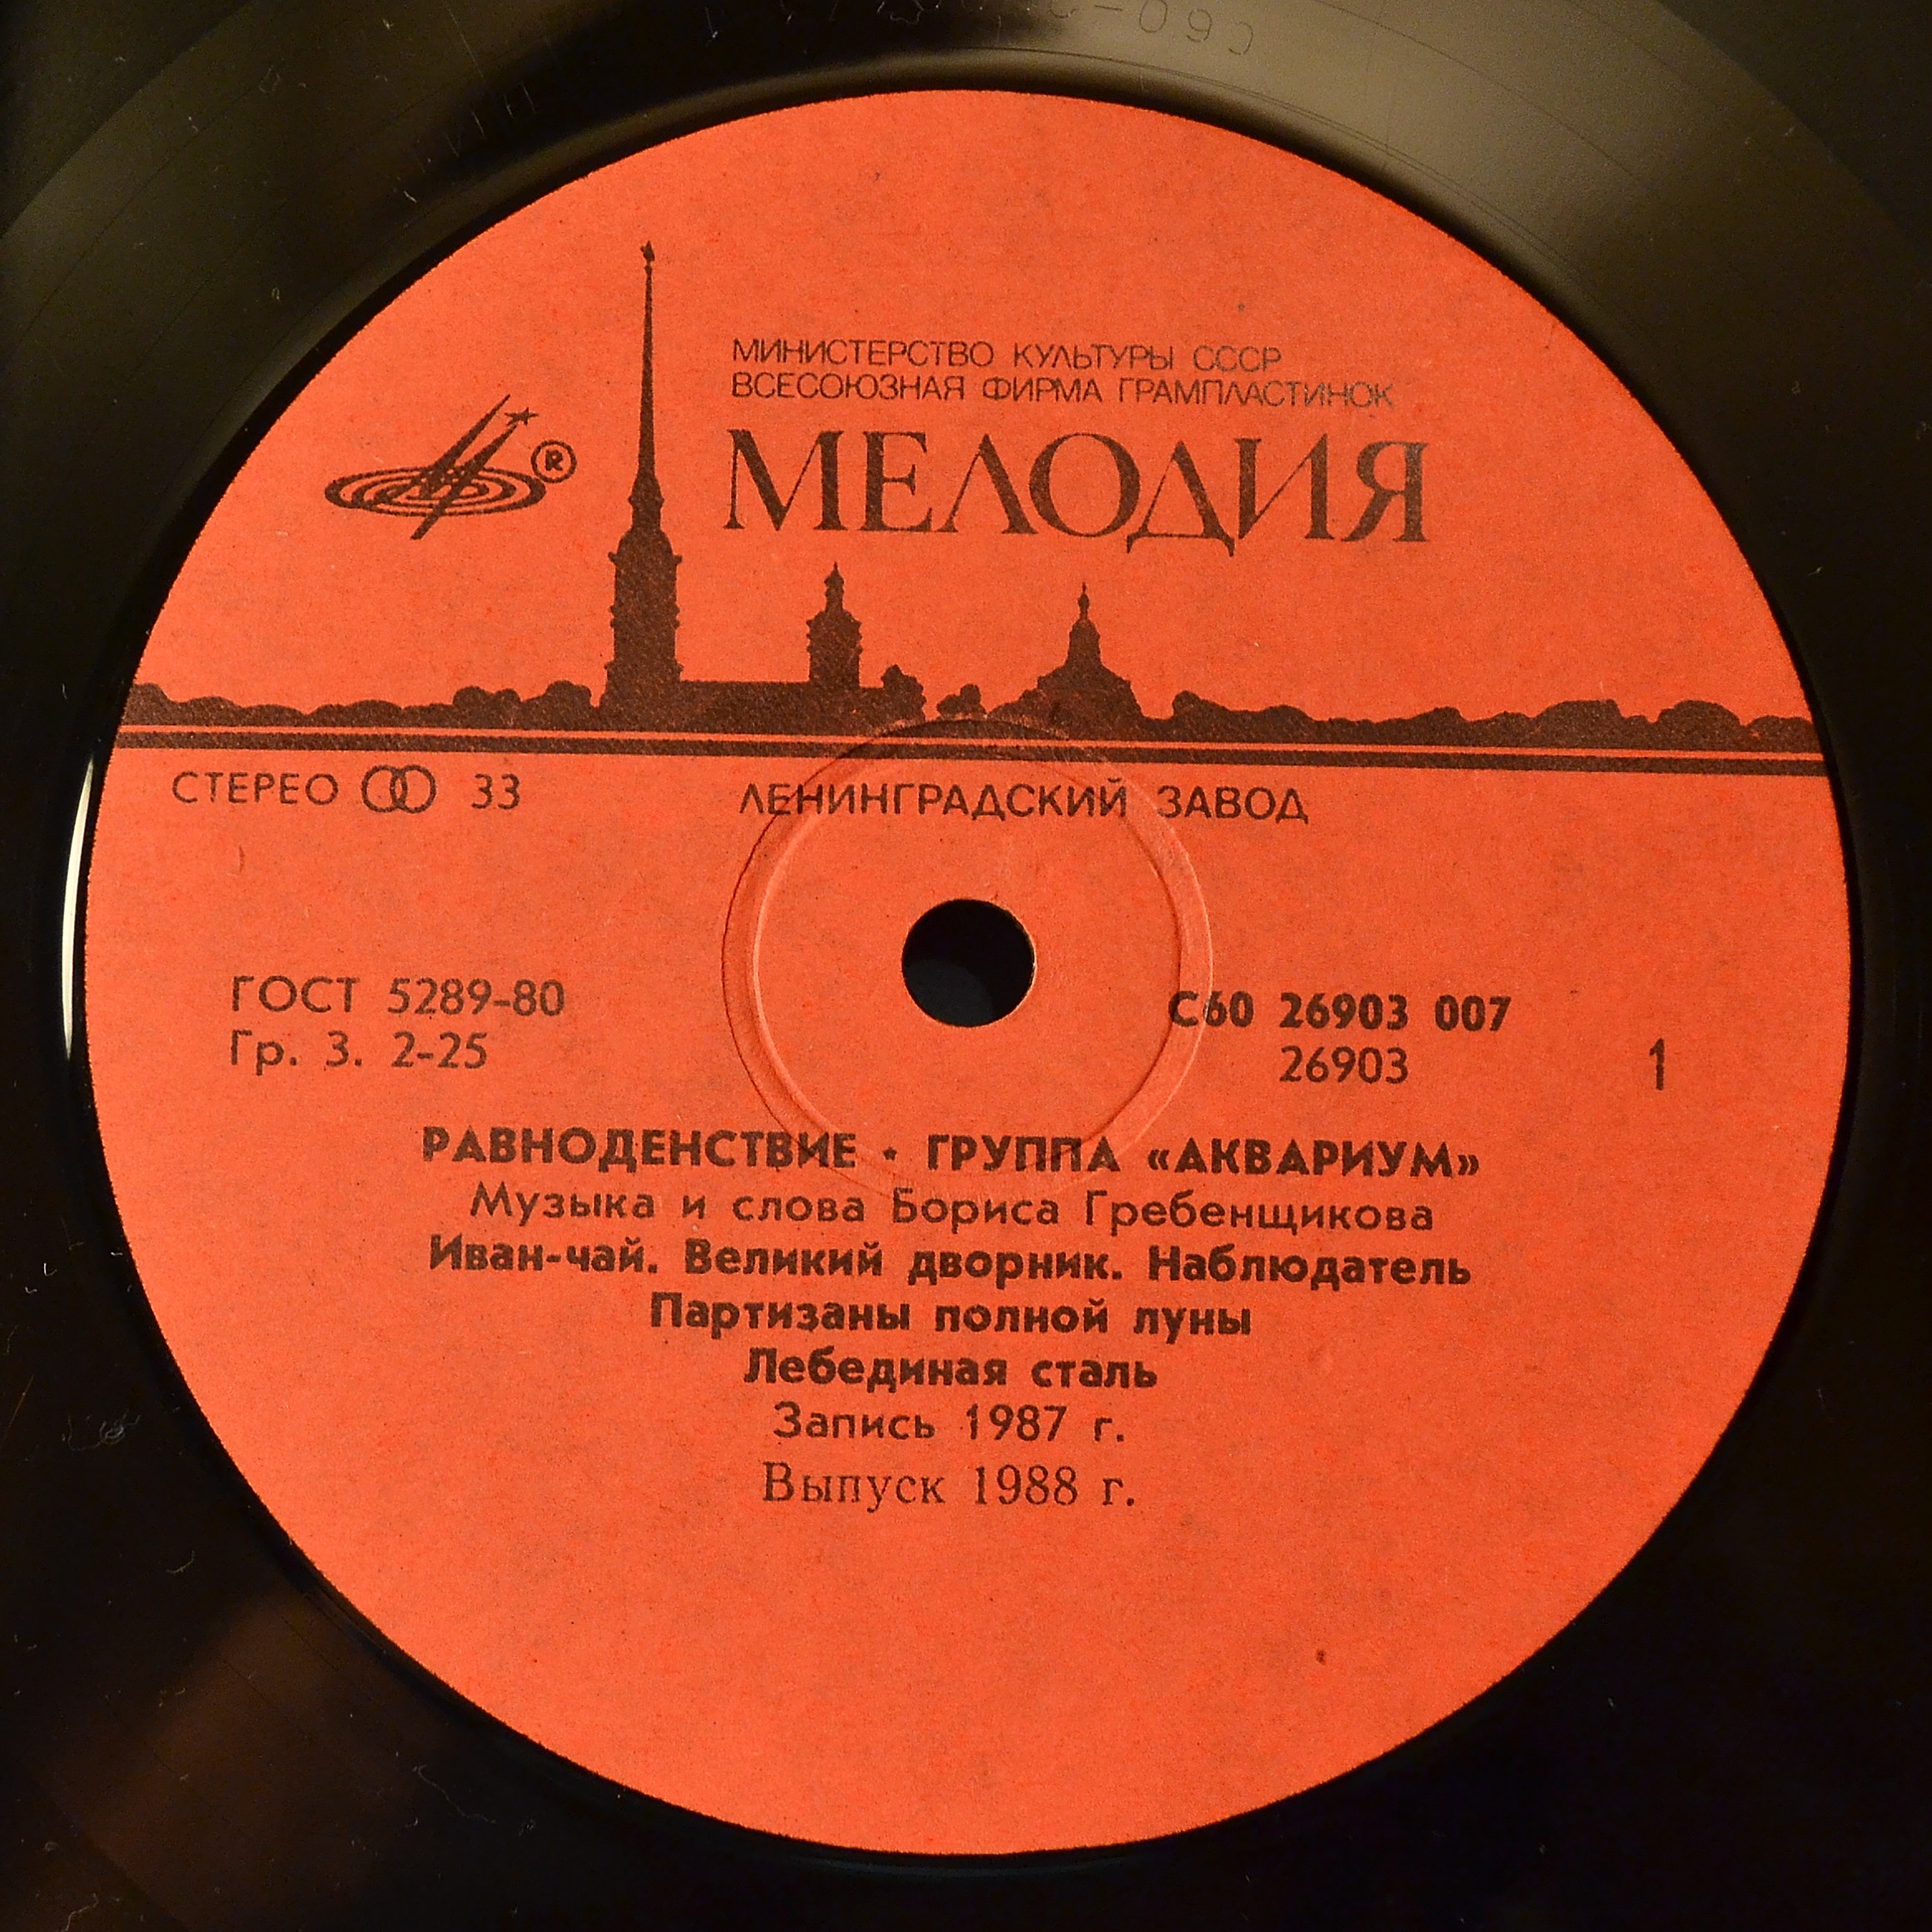 МИНИСТЕРСТВО КУЛЬТУРЫ СССР
ВСЕСОЮЗНАЯ ФИРМА ГРАМПЛАСТИНОК
МЕЛОДИЯ
®
СТЕРЕО 33
ЛЕНИНГРАДСКИЙ ЗАВОД
ГОСТ 5289-80
Гр. 3. 2-25
С60 26903 007
26903
1
РАВНОДЕНСТВИЕ • ГРУППА «АКВАРИУМ»
Музыка и слова Бориса Гребенщикова
Иван-чай. Великий дворник. Наблюдатель
Партизаны полной луны
Лебединая сталь
Запись 1987 г.
Выпуск 1988 г.